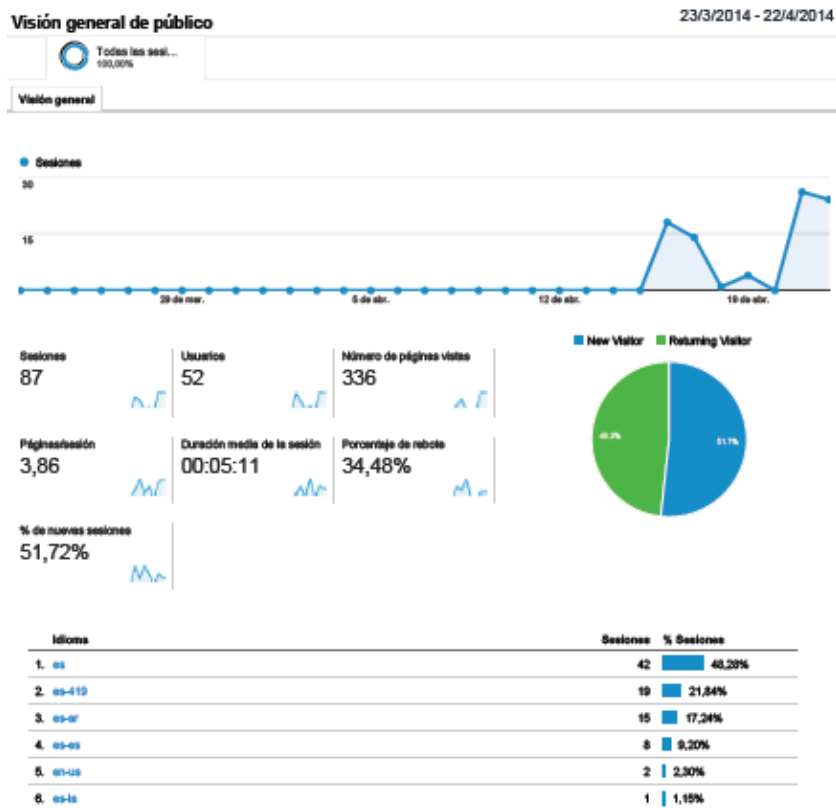 Visión general de público
23/3/2014 - 22/4/2014
Todas las sesi...
100,00%
Visión general
Sesiones
30
15
29 de mar.
5 de abr.
12 de abr.
19 de abr.
New Visitor
Returning Visitor
Sesiones
87
Usuarios
52
Número de páginas vistas
336
48.3%
51.7%
Páginas/sesión
3,86
Duración media de la sesión
00:05:11
Porcentaje de rebote
34,48%
% de nuevas sesiones
51,72%
Idioma Sesiones % Sesiones
1. es 42 48,28%
2. es-419 19 21,84%
3. es-ar 15 17,24%
4. es-es 8 9,20%
5. en-us 2 2,30%
6. es-la 1 1,15%